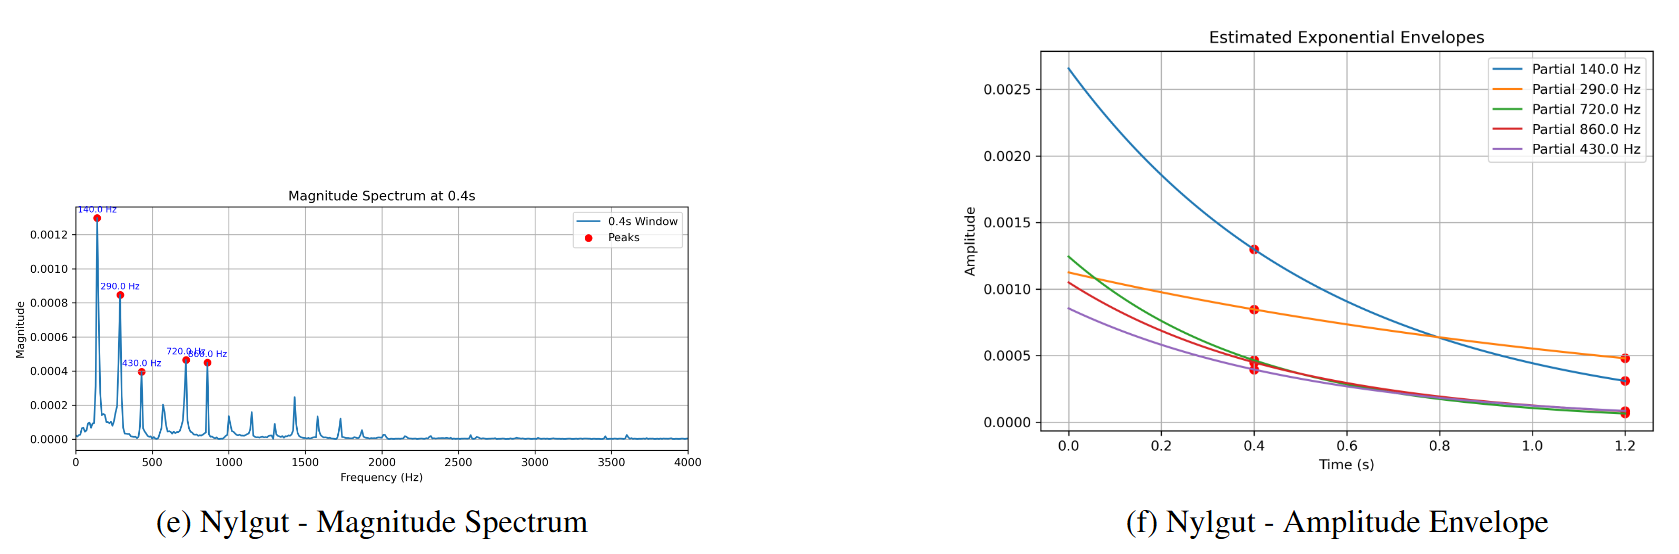 Magnitude Spectrum at 0.4s
140.0 Hz
290.0 Hz
430.0 Hz
720.0 Hz
860.0 Hz
0.4s Window
Peaks
0.0012
0.0010
0.0008
0.0006
0.0004
0.0002
0.0000
Magnitude
0 500 1000 1500 2000 2500 3000 3500 4000
Frequency (Hz)
(e) Nylgut - Magnitude Spectrum
Estimated Exponential Envelopes
Partial 140.0 Hz
Partial 290.0 Hz
Partial 720.0 Hz
Partial 860.0 Hz
Partial 430.0 Hz
0.0025
0.0020
0.0015
0.0010
0.0005
0.0000
Amplitude
0.0 0.2 0.4 0.6 0.8 1.0 1.2
Time (s)
(f) Nylgut - Amplitude Envelope